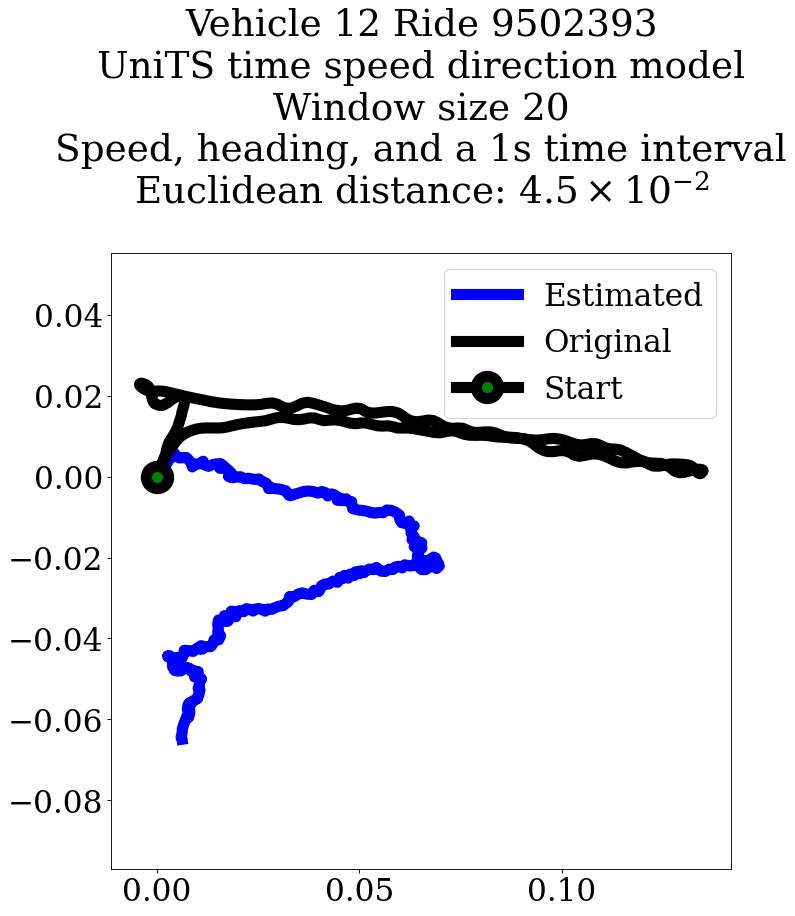 Vehicle 12 Ride 9502393
UniTS time speed direction model
Window size 20
Speed, heading, and a 1s time interval
Euclidean distance: 4.5 × 10⁻²
Estimated
Original
Start
0.04
0.02
0.00
−0.02
−0.04
−0.06
−0.08
0.00 0.05 0.10